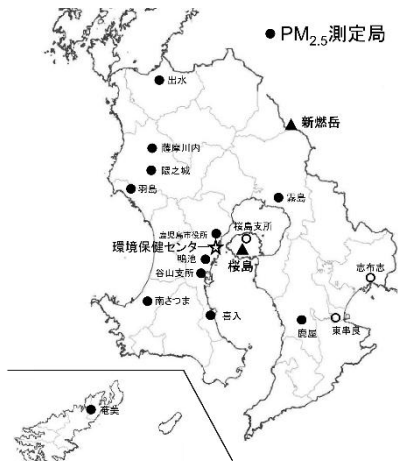 ●PM2.5測定局
出水
新燃岳
薩摩川内
隈之城
羽島
霧島
鹿児島市役所
桜島支所
環境保健センター
鴨池
桜島
志布志
谷山支所
南さつま
喜入
鹿屋
東串良
奄美